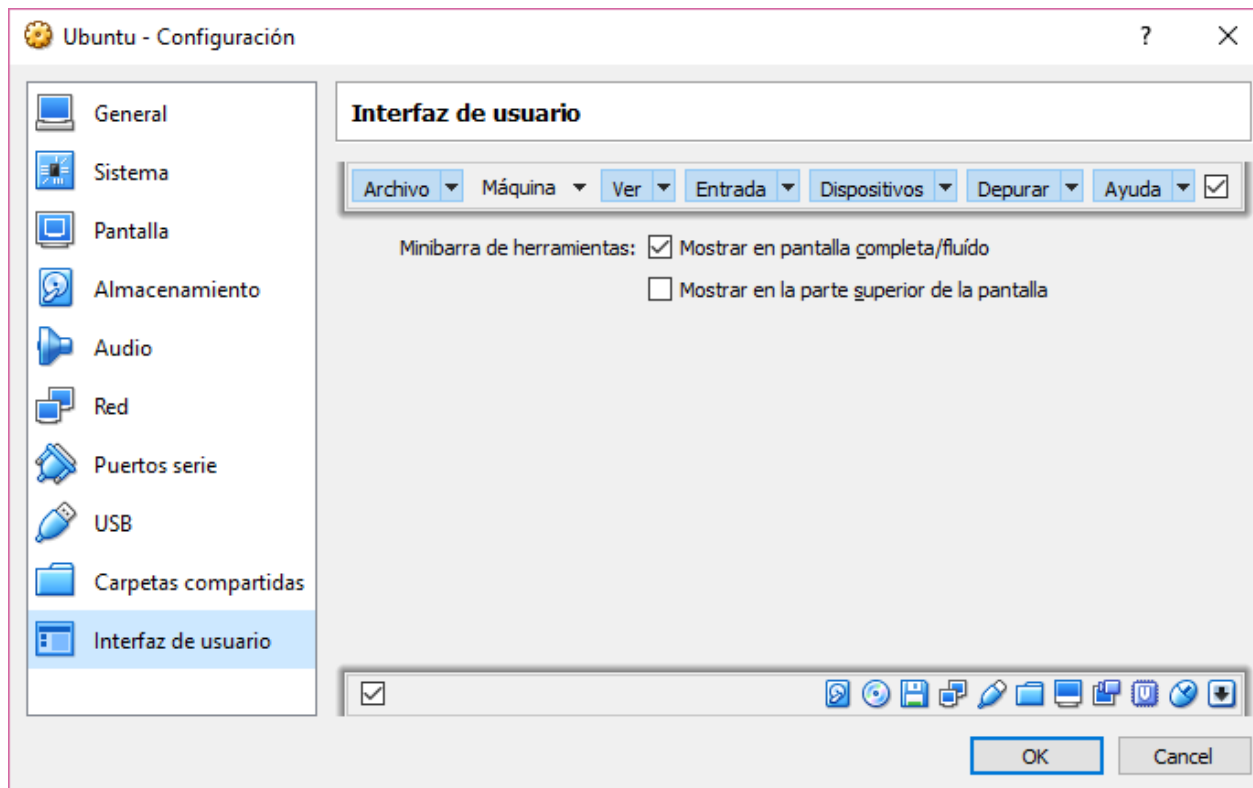 Ubuntu - Configuración
?
General
Sistema
Pantalla
Almacenamiento
Audio
Red
Puertos serie
USB
Carpetas compartidas
Interfaz de usuario
Interfaz de usuario
Archivo Máquina Ver Entrada Dispositivos Depurar Ayuda
Minibarra de herramientas: Mostrar en pantalla completa/fluído
Mostrar en la parte superior de la pantalla
OK Cancel